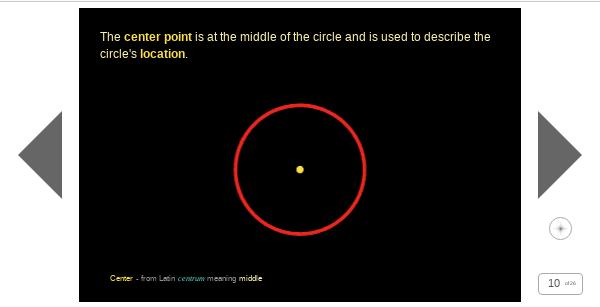 The center point is at the middle of the circle and is used to describe the
circle's location.
Center - from Latin centrum meaning middle
10 of 26